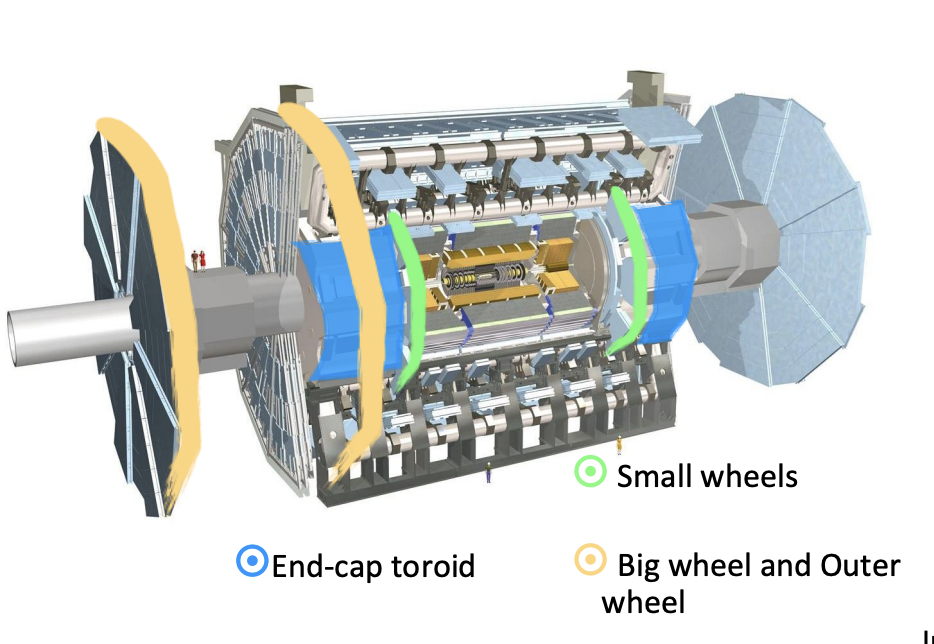 Small wheels
End-cap toroid
Big wheel and Outer
wheel